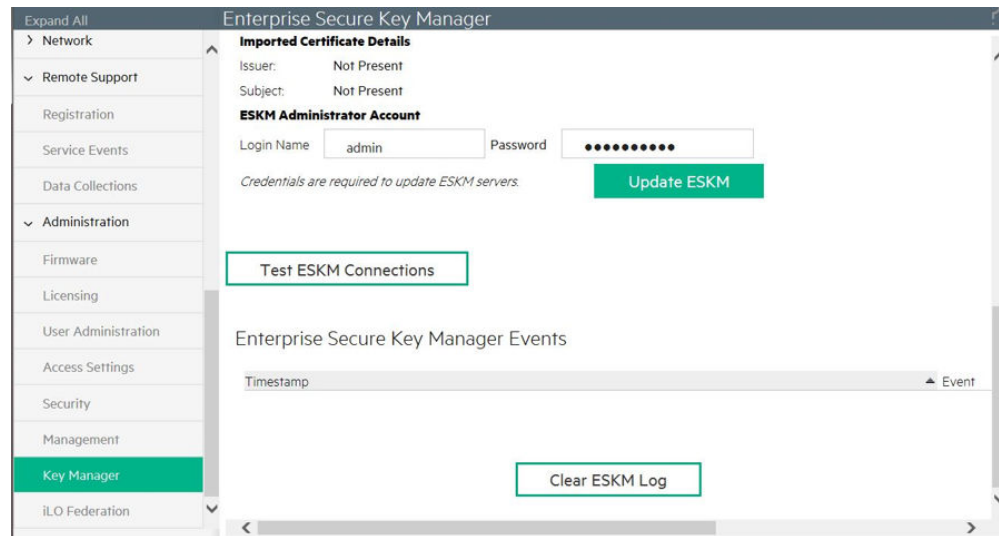 Expand All
Enterprise Secure Key Manager
Network
Remote Support
Registration
Service Events
Data Collections
Administration
Firmware
Licensing
User Administration
Access Settings
Security
Management
Key Manager
iLO Federation
Imported Certificate Details
Issuer: Not Present
Subject: Not Present
ESKM Administrator Account
Login Name admin Password ••••••••••
Credentials are required to update ESKM servers. Update ESKM
Test ESKM Connections
Enterprise Secure Key Manager Events
Timestamp Event
Clear ESKM Log